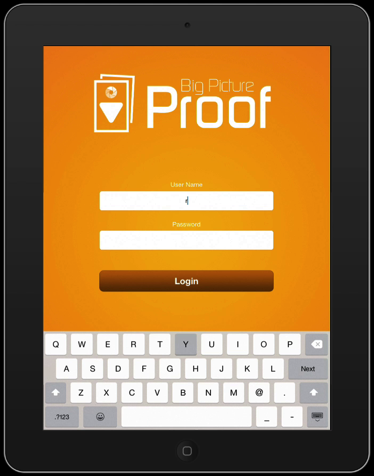 Big Picture
Proof
User Name
Password
Login
Q W E R T Y U I O P
A S D F G H J K L Next
Z X C V B N M @ .
.?123 _ -